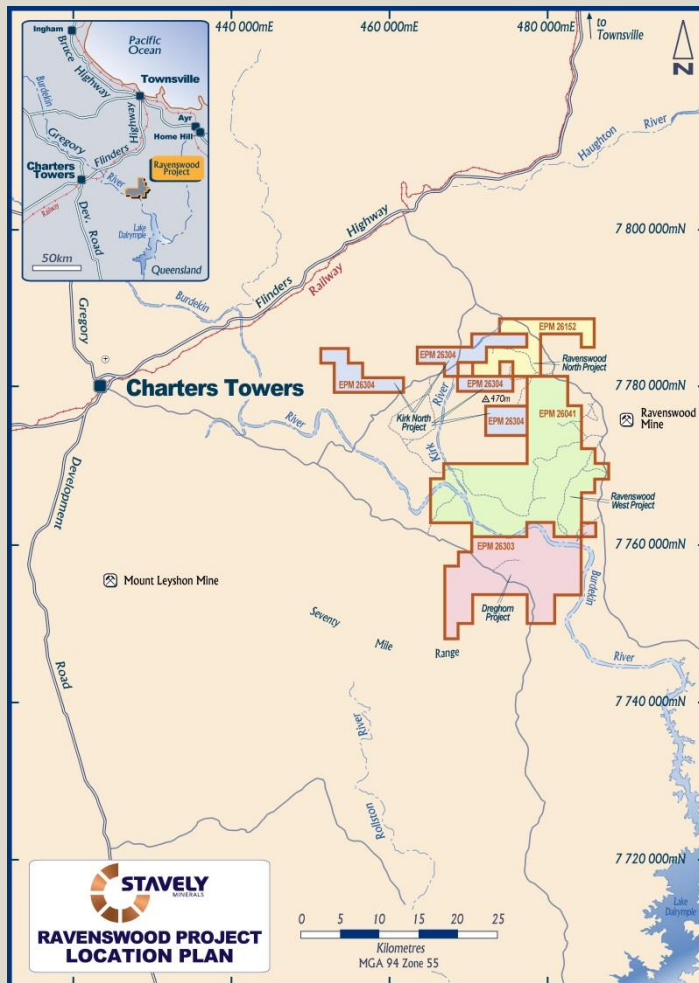 440 000mE
460 000mE
480 000mE
to
Townsville
N
Ingham
Bruce
Highway
Pacific
Ocean
Townsville
Burdekin
Gregory
Flinders
Highway
Ayr
Home Hill
Charters
Towers
River
Ravenswood
Project
Railway
Dev.
Road
Lake
Dalrymple
50km
Queensland
Haughton
River
7 800 000mN
Highway
Flinders
Railway
Burdekin
Gregory
EPM 26152
EPM 26304
Ravenswood
North Project
EPM 26304
EPM 26304
River
7 780 000mN
Charters Towers
470m
EPM 26304
EPM 26041
Kirk North
Project
Ravenswood
Mine
River
Kirk
Development
Ravenswood
West Project
EPM 26303
7 760 000mN
Mount Leyshon Mine
Dreghorn
Project
Burdekin
Seventy
Mile
Range
River
Road
7 740 000mN
River
Rollston
7 720 000mN
STAVELY
MINERALS
RAVENSWOOD PROJECT
LOCATION PLAN
0 5 10 15 20 25
Kilometres
MGA 94 Zone 55
Lake
Dalrymple